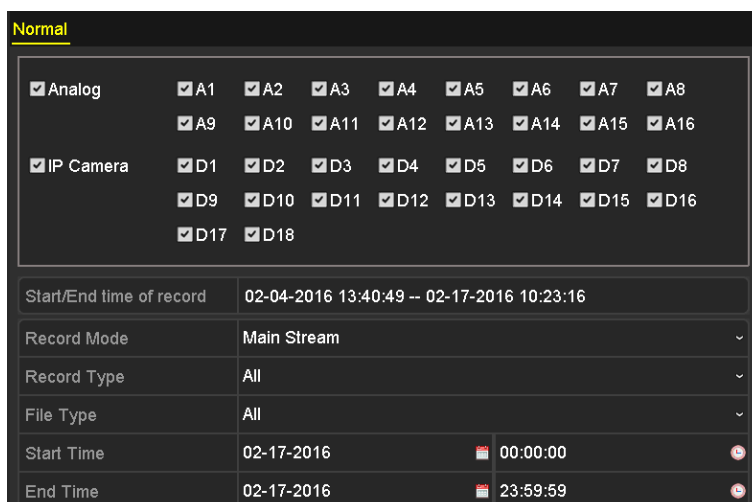 Normal
Analog A1 A2 A3 A4 A5 A6 A7 A8
A9 A10 A11 A12 A13 A14 A15 A16
IP Camera D1 D2 D3 D4 D5 D6 D7 D8
D9 D10 D11 D12 D13 D14 D15 D16
D17 D18
Start/End time of record 02-04-2016 13:40:49 -- 02-17-2016 10:23:16
Record Mode Main Stream
Record Type All
File Type All
Start Time 02-17-2016 00:00:00
End Time 02-17-2016 23:59:59